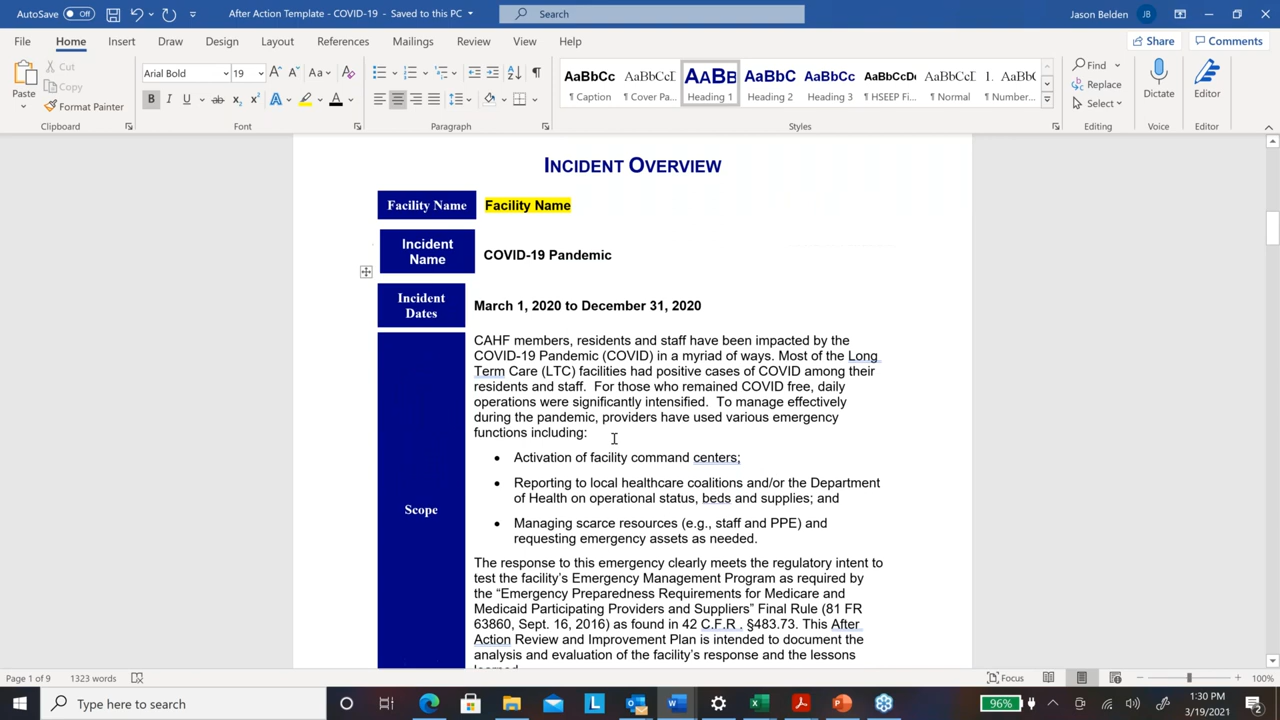 AutoSave Off After Action Template - COVID-19 - Saved to this PC Search Jason Belden JB
File Home Insert Draw Design Layout References Mailings Review View Help Share Comments
Paste Cut Copy Format Painter
Clipboard
Arial Bold 19
Font
Paragraph
AaBbCc AaBbCcD AABB AaBbC AaBbCc AaBbCcDc AaBbCcD 1. AaB
¶ Caption ¶ Cover Pa... Heading 1 Heading 2 Heading 3 ¶ HSEEP Fi... ¶ Normal ¶ Number...
Styles
Find
Replace
Select
Editing
Dictate
Voice
Editor
Editor
INCIDENT OVERVIEW
Facility Name Facility Name
Incident Name COVID-19 Pandemic
Incident Dates March 1, 2020 to December 31, 2020
Scope
CAHF members, residents and staff have been impacted by the
COVID-19 Pandemic (COVID) in a myriad of ways. Most of the Long
Term Care (LTC) facilities had positive cases of COVID among their
residents and staff. For those who remained COVID free, daily
operations were significantly intensified. To manage effectively
during the pandemic, providers have used various emergency
functions including:
• Activation of facility command centers;
• Reporting to local healthcare coalitions and/or the Department
of Health on operational status, beds and supplies; and
• Managing scarce resources (e.g., staff and PPE) and
requesting emergency assets as needed.
The response to this emergency clearly meets the regulatory intent to
test the facility's Emergency Management Program as required by
the “Emergency Preparedness Requirements for Medicare and
Medicaid Participating Providers and Suppliers” Final Rule (81 FR
63860, Sept. 16, 2016) as found in 42 C.F.R . §483.73. This After
Action Review and Improvement Plan is intended to document the
analysis and evaluation of the facility's response and the lessons
Page 1 of 9 1323 words Focus 100%
Type here to search 96% 1:30 PM
3/19/2021